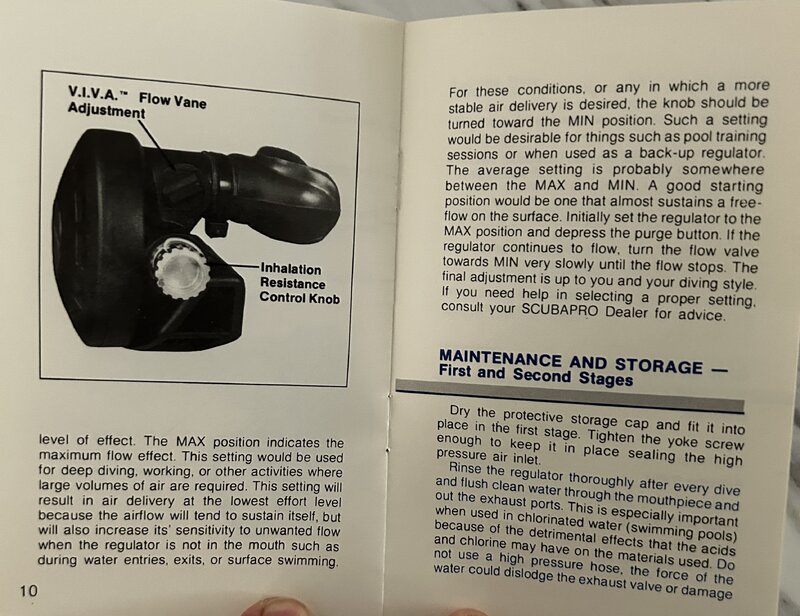 V.I.V.A.™ Flow Vane
Adjustment
Inhalation
Resistance
Control Knob
level of effect. The MAX position indicates the
maximum flow effect. This setting would be used
for deep diving, working, or other activities where
large volumes of air are required. This setting will
result in air delivery at the lowest effort level
because the airflow will tend to sustain itself, but
will also increase its' sensitivity to unwanted flow
when the regulator is not in the mouth such as
during water entries, exits, or surface swimming.
10
For these conditions, or any in which a more
stable air delivery is desired, the knob should be
turned toward the MIN position. Such a setting
would be desirable for things such as pool training
sessions or when used as a back-up regulator.
The average setting is probably somewhere
between the MAX and MIN. A good starting
position would be one that almost sustains a free-
flow on the surface. Initially set the regulator to the
MAX position and depress the purge button. If the
regulator continues to flow, turn the flow valve
towards MIN very slowly until the flow stops. The
final adjustment is up to you and your diving style.
If you need help in selecting a proper setting,
consult your SCUBAPRO Dealer for advice.
MAINTENANCE AND STORAGE —
First and Second Stages
Dry the protective storage cap and fit it into
place in the first stage. Tighten the yoke screw
enough to keep it in place sealing the high
pressure air inlet.
Rinse the regulator thoroughly after every dive
and flush clean water through the mouthpiece and
out the exhaust ports. This is especially important
when used in chlorinated water (swimming pools)
because of the detrimental effects that the acids
and chlorine may have on the materials used. Do
not use a high pressure hose, the force of the
water could dislodge the exhaust valve or damage